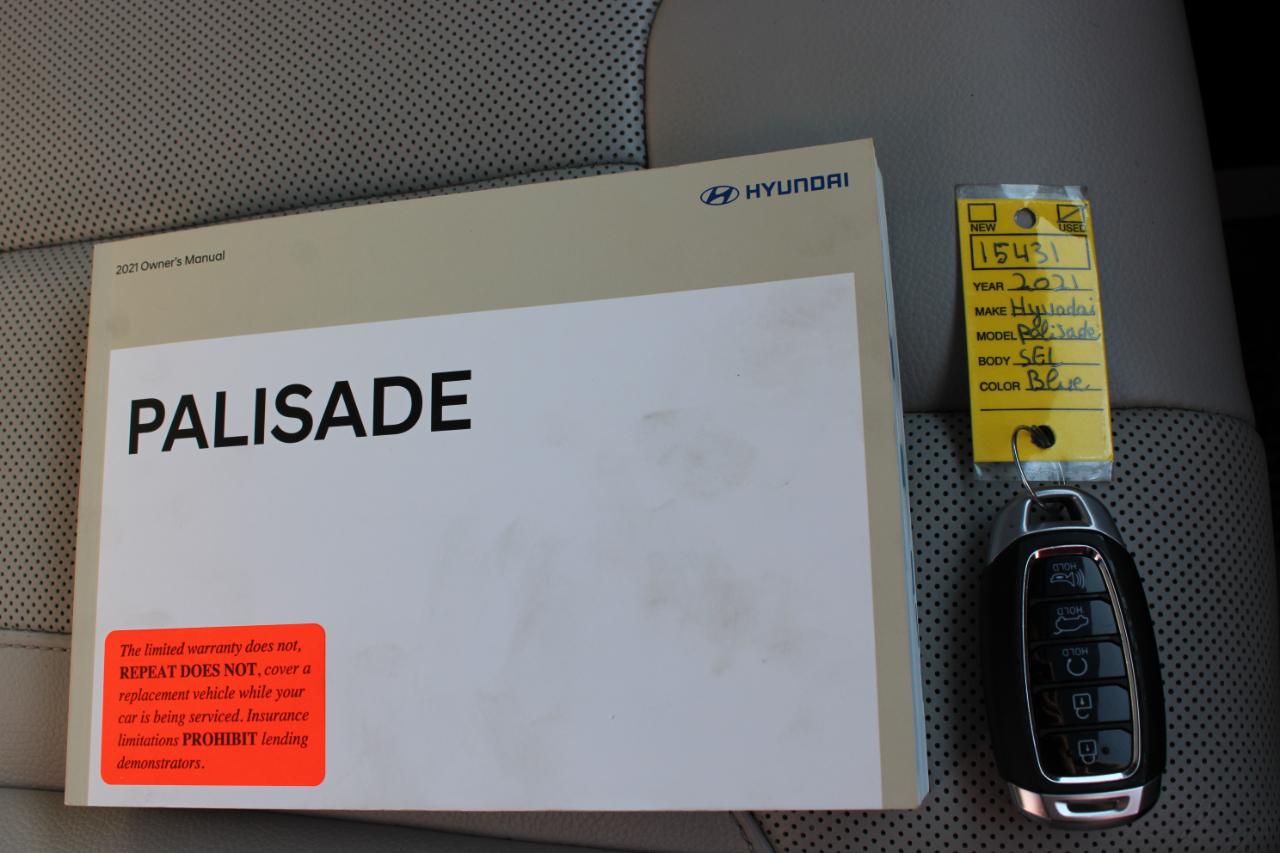 HYUNDAI
2021 Owner's Manual
PALISADE
The limited warranty does not,
REPEAT DOES NOT, cover a
replacement vehicle while your
car is being serviced. Insurance
limitations PROHIBIT lending
demonstrators.
NEW USED
15431
YEAR 2021
MAKE Hyundai
MODEL Palisade
BODY SEL
COLOR Blue
HOLD
HOLD
HOLD